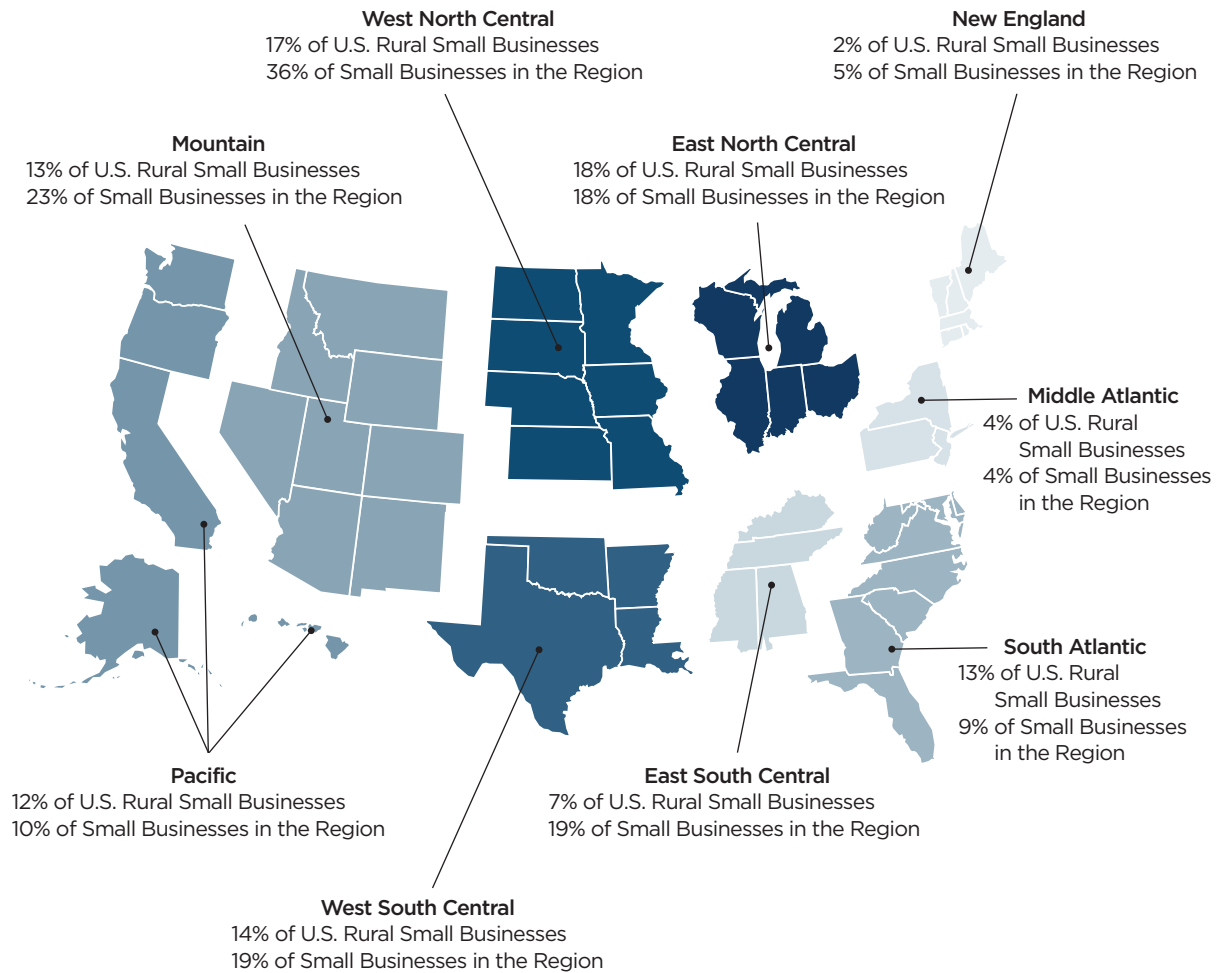 West North Central
17% of U.S. Rural Small Businesses
36% of Small Businesses in the Region
New England
2% of U.S. Rural Small Businesses
5% of Small Businesses in the Region
Mountain
13% of U.S. Rural Small Businesses
23% of Small Businesses in the Region
East North Central
18% of U.S. Rural Small Businesses
18% of Small Businesses in the Region
Middle Atlantic
4% of U.S. Rural
Small Businesses
4% of Small Businesses
in the Region
South Atlantic
13% of U.S. Rural
Small Businesses
9% of Small Businesses
in the Region
Pacific
12% of U.S. Rural Small Businesses
10% of Small Businesses in the Region
East South Central
7% of U.S. Rural Small Businesses
19% of Small Businesses in the Region
West South Central
14% of U.S. Rural Small Businesses
19% of Small Businesses in the Region